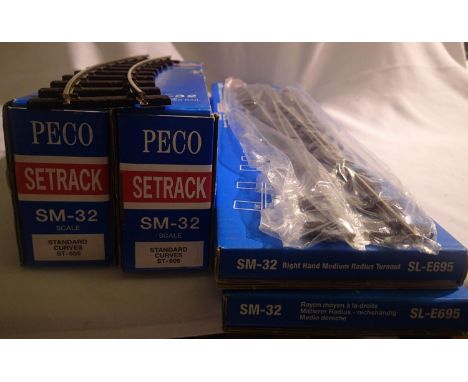 PECO
SETRACK
SM-32
SCALE
STANDARD
CURVES
ST-605
PECO
SETRACK
SM-32
SCALE
STANDARD
CURVES
ST-605
SM-32 Right Hand Medium Radius Turnout SL-E695
SM-32
Rayon moyen à la droite
Mittlerer Radius - rechshändig
Medio derecho
SL-E695